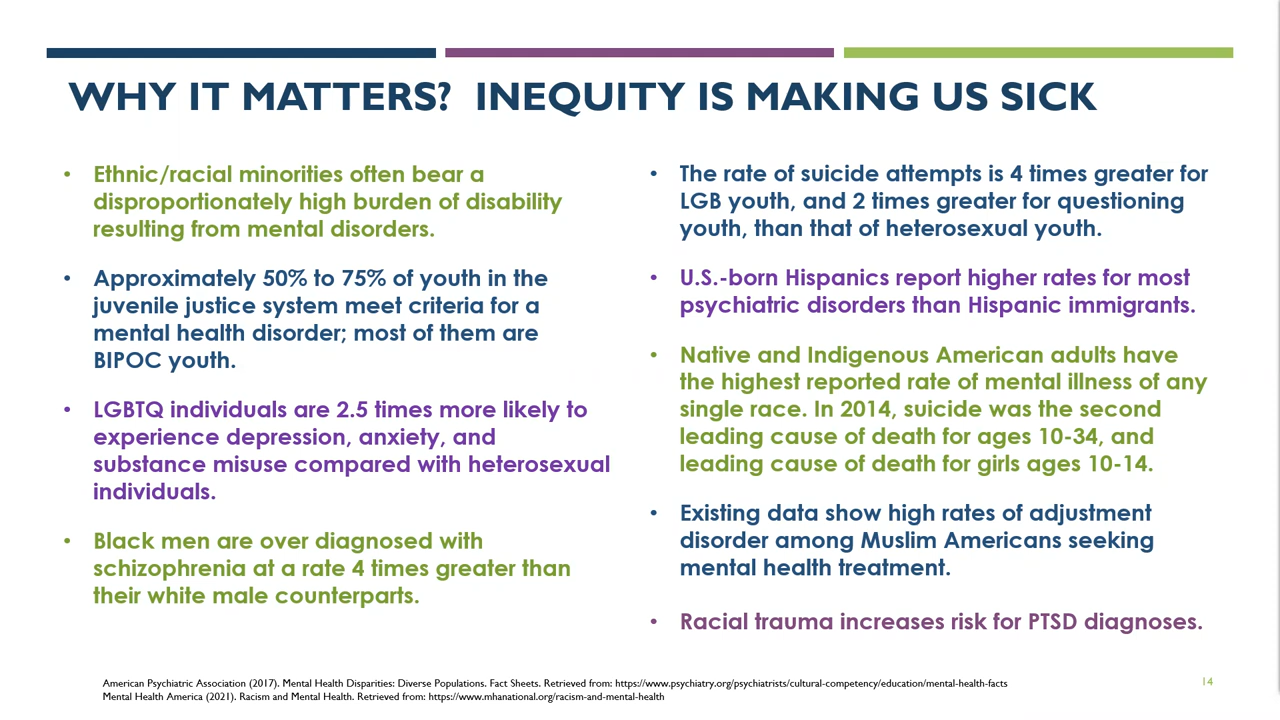 WHY IT MATTERS?  INEQUITY IS MAKING US SICK
• Ethnic/racial minorities often bear a
disproportionately high burden of disability
resulting from mental disorders.
• Approximately 50% to 75% of youth in the
juvenile justice system meet criteria for a
mental health disorder; most of them are
BIPOC youth.
• LGBTQ individuals are 2.5 times more likely to
experience depression, anxiety, and
substance misuse compared with heterosexual
individuals.
• Black men are over diagnosed with
schizophrenia at a rate 4 times greater than
their white male counterparts.
• The rate of suicide attempts is 4 times greater for
LGB youth, and 2 times greater for questioning
youth, than that of heterosexual youth.
• U.S.-born Hispanics report higher rates for most
psychiatric disorders than Hispanic immigrants.
• Native and Indigenous American adults have
the highest reported rate of mental illness of any
single race. In 2014, suicide was the second
leading cause of death for ages 10-34, and
leading cause of death for girls ages 10-14.
• Existing data show high rates of adjustment
disorder among Muslim Americans seeking
mental health treatment.
• Racial trauma increases risk for PTSD diagnoses.
American Psychiatric Association (2017). Mental Health Disparities: Diverse Populations. Fact Sheets. Retrieved from: https://www.psychiatry.org/psychiatrists/cultural-competency/education/mental-health-facts
Mental Health America (2021). Racism and Mental Health. Retrieved from: https://www.mhanational.org/racism-and-mental-health
14